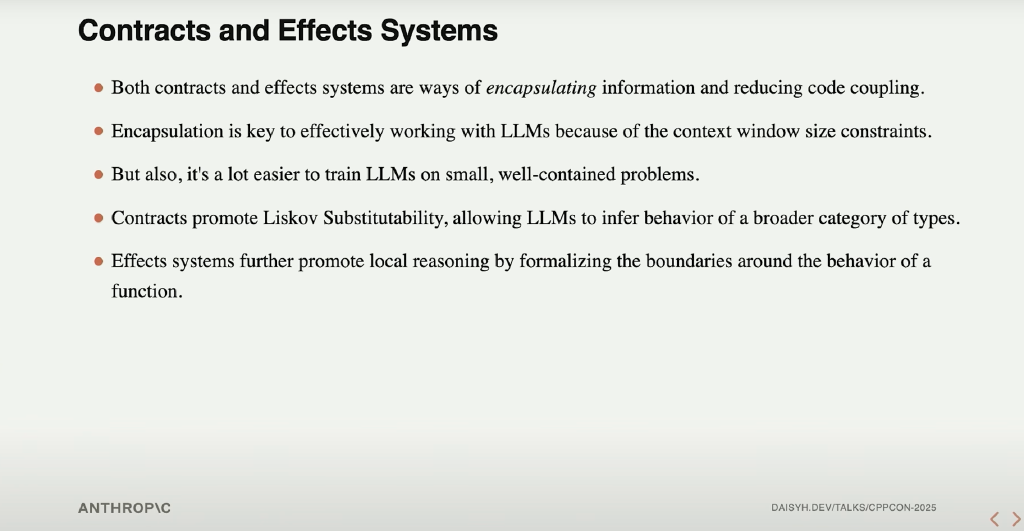 Contracts and Effects Systems
Both contracts and effects systems are ways of encapsulating information and reducing code coupling.
Encapsulation is key to effectively working with LLMs because of the context window size constraints.
But also, it's a lot easier to train LLMs on small, well-contained problems.
Contracts promote Liskov Substitutability, allowing LLMs to infer behavior of a broader category of types.
Effects systems further promote local reasoning by formalizing the boundaries around the behavior of a
function.
ANTHROP\C
DAISYH.DEV/TALKS/CPPCON-2025